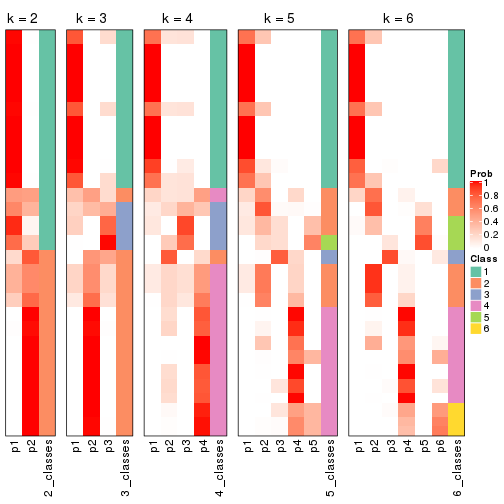 k = 2
k = 3
k = 4
k = 5
k = 6
Prob
1
0.8
0.6
0.4
0.2
0
Class
1
2
3
4
5
6
p1
p2
2_classes
p1
p2
p3
3_classes
p1
p2
p3
p4
4_classes
p1
p2
p3
p4
p5
5_classes
p1
p2
p3
p4
p5
p6
6_classes